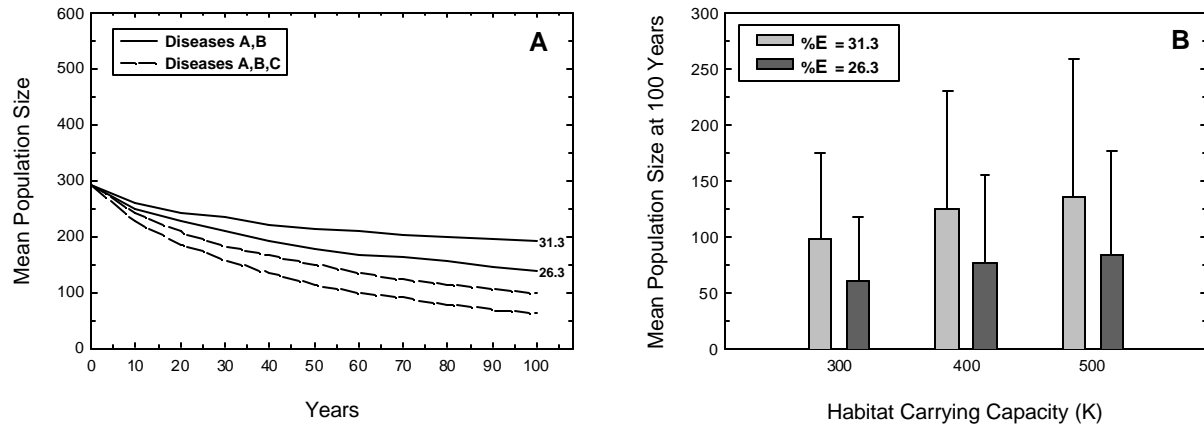 600
500
400
300
200
100
0
Mean Population Size
Diseases A,B
Diseases A,B,C
A
31.3
26.3
0 10 20 30 40 50 60 70 80 90 100
Years
300
250
200
150
100
50
0
Mean Population Size at 100 Years
%E = 31.3
%E = 26.3
B
300 400 500
Habitat Carrying Capacity (K)